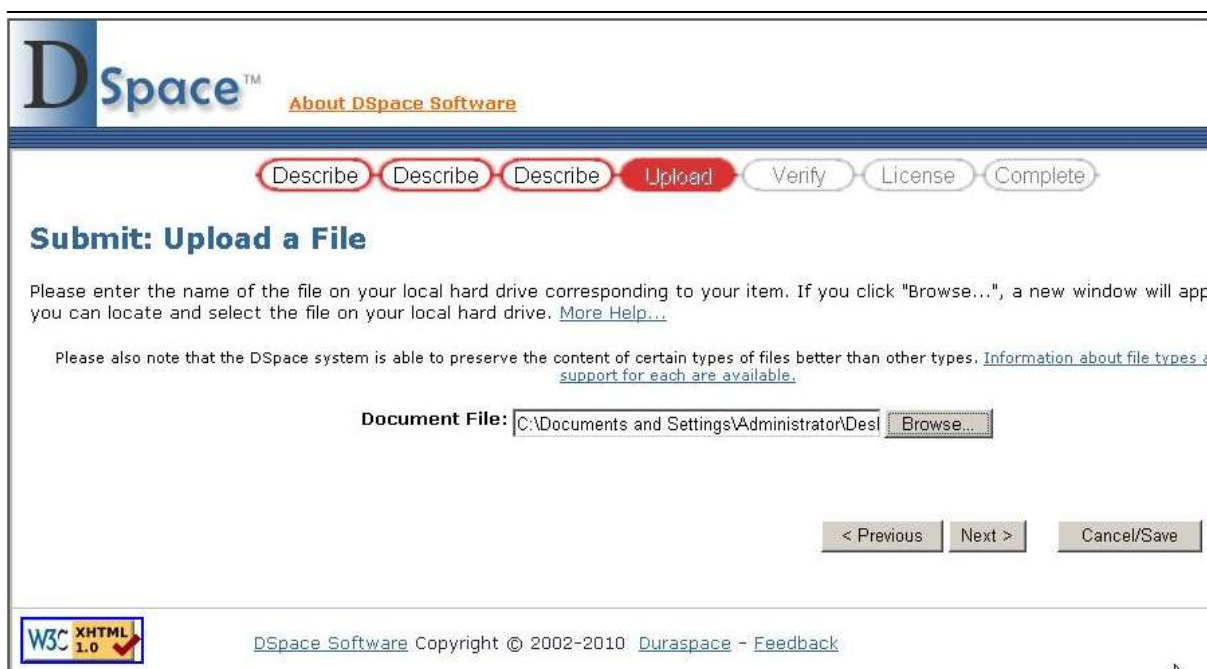 DSpace™
About DSpace Software
Describe Describe Describe Upload Verify License Complete
Submit: Upload a File
Please enter the name of the file on your local hard drive corresponding to your item. If you click "Browse...", a new window will app
you can locate and select the file on your local hard drive. More Help...
Please also note that the DSpace system is able to preserve the content of certain types of files better than other types. Information about file types a
support for each are available.
Document File: C:\Documents and Settings\Administrator\Desl Browse...
< Previous Next > Cancel/Save
W3C XHTML 1.0
DSpace Software Copyright © 2002-2010 Duraspace - Feedback